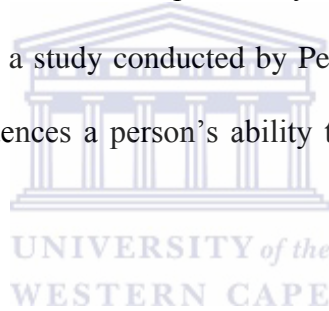 a study conducted by Pe
ences a person's ability t
UNIVERSITY of the
WESTERN CAPE